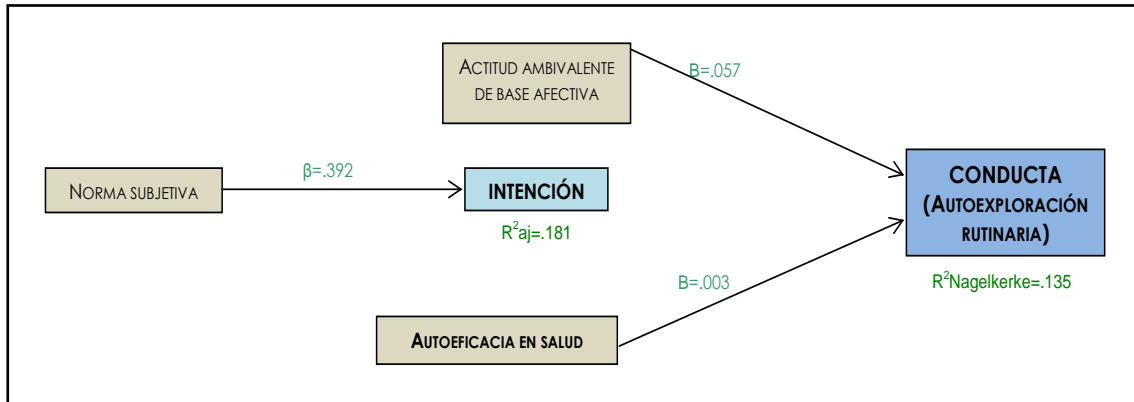 ACTITUD AMBIVALENTE
DE BASE AFECTIVA
B=.057
NORMA SUBJETIVA
β=.392
INTENCIÓN
R²aj=.181
CONDUCTA
(AUTOEXPLORACIÓN
RUTINARIA)
R²Nagelkerke=.135
B=.003
AUTOEFICACIA EN SALUD